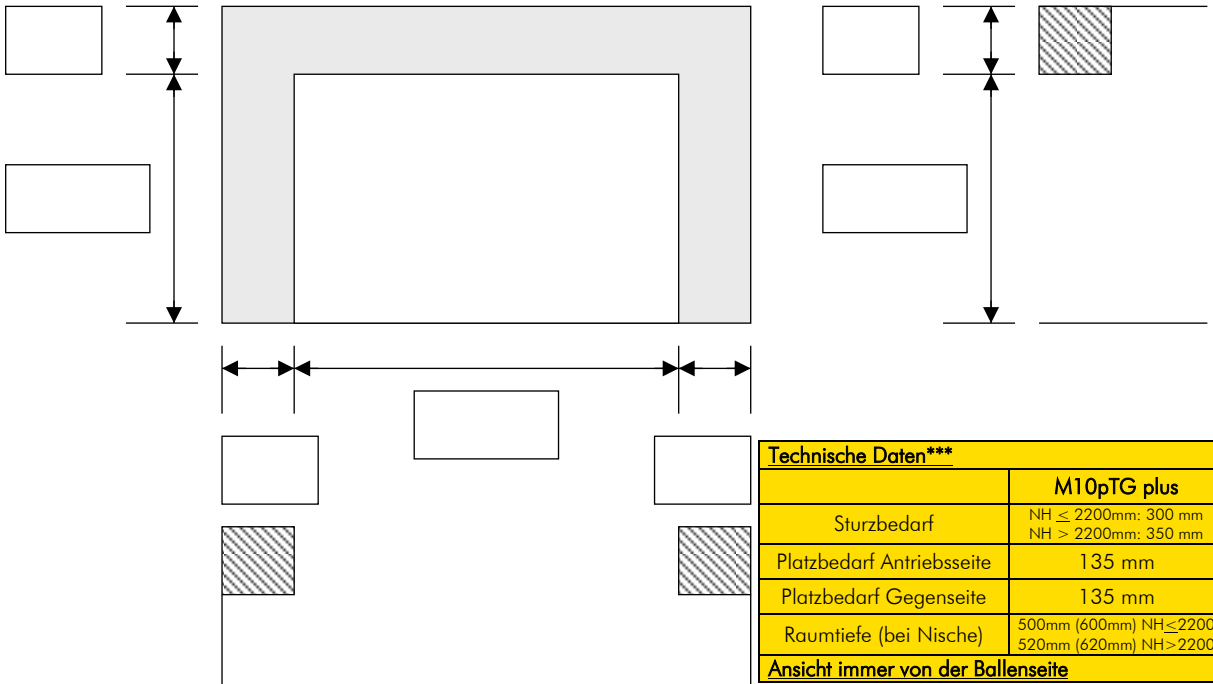 Technische Daten***
M10pTG plus
Sturzbedarf
NH ≤ 2200mm: 300 mm
NH > 2200mm: 350 mm
Platzbedarf Antriebsseite
135 mm
Platzbedarf Gegenseite
135 mm
Raumtiefe (bei Nische)
500mm (600mm) NH≤2200
520mm (620mm) NH>2200
Ansicht immer von der Ballenseite